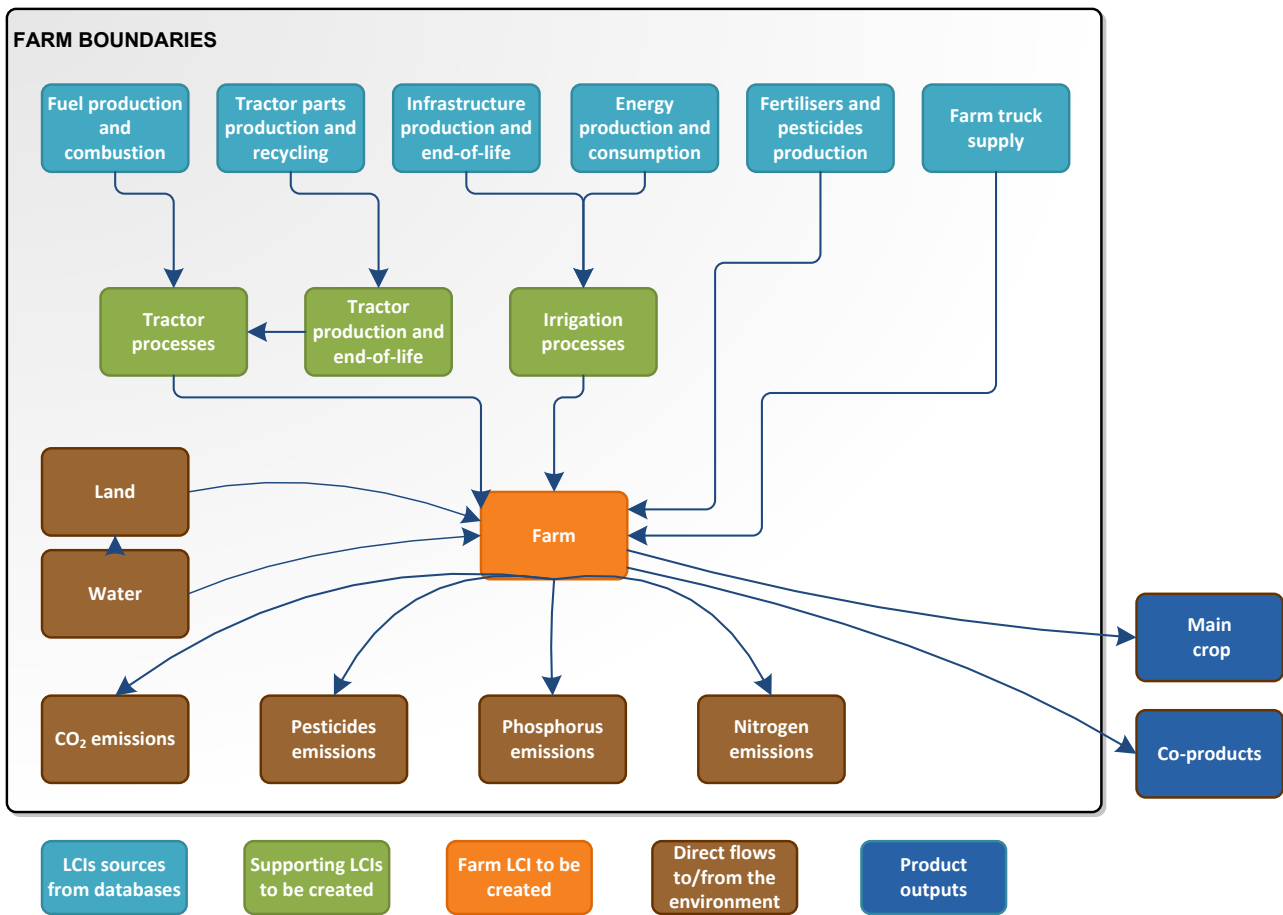 FARM BOUNDARIES
Fuel production
and
combustion
Tractor parts
production and
recycling
Infrastructure
production and
end-of-life
Energy
production and
consumption
Fertilisers and
pesticides
production
Farm truck
supply
Tractor
processes
Tractor
production and
end-of-life
Irrigation
processes
Land
Farm
Water
Main
crop
CO₂ emissions
Pesticides
emissions
Phosphorus
emissions
Nitrogen
emissions
Co-products
LCIs sources
from databases
Supporting LCIs
to be created
Farm LCI to be
created
Direct flows
to/from the
environment
Product
outputs